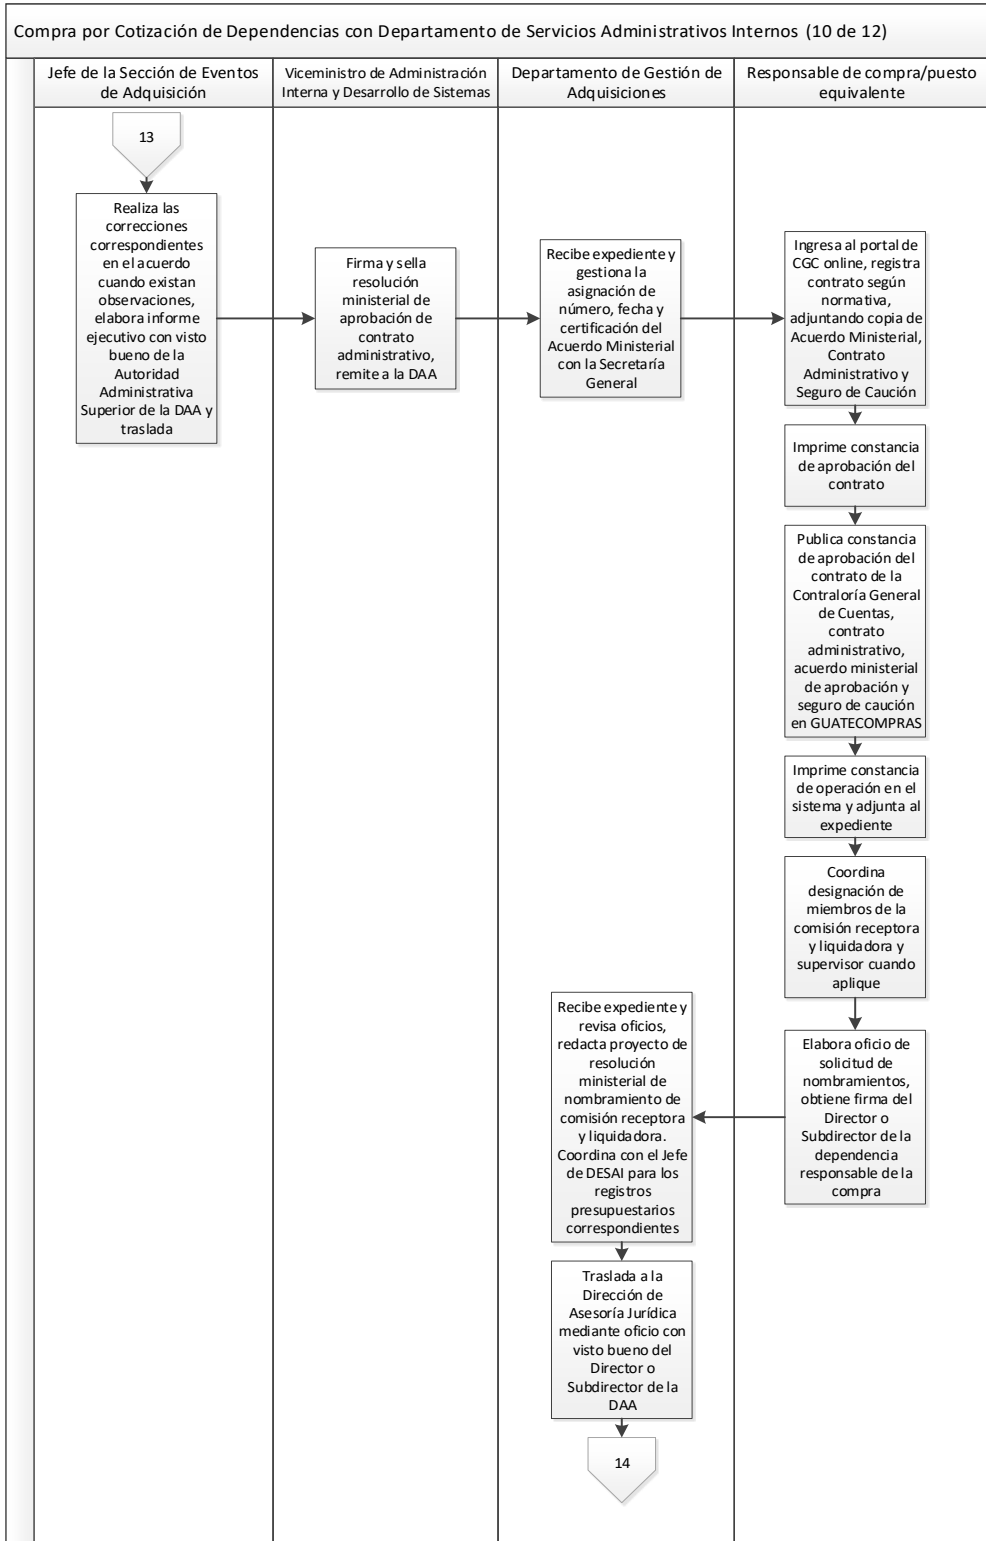 Compra por Cotización de Dependencias con Departamento de Servicios Administrativos Internos (10 de 12)
Jefe de la Sección de Eventos
de Adquisición
Viceministro de Administración
Interna y Desarrollo de Sistemas
Departamento de Gestión de
Adquisiciones
Responsable de compra/puesto
equivalente
13
Realiza las
correcciones
correspondientes
en el acuerdo
cuando existan
observaciones,
elabora informe
ejecutivo con visto
bueno de la
Autoridad
Administrativa
Superior de la DAA y
traslada
Firma y sella
resolución
ministerial de
aprobación de
contrato
administrativo,
remite a la DAA
Recibe expediente y
gestiona la
asignación de
número, fecha y
certificación del
Acuerdo Ministerial
con la Secretaría
General
Ingresa al portal de
CGC online, registra
contrato según
normativa,
adjuntando copia de
Acuerdo Ministerial,
Contrato
Administrativo y
Seguro de Caución
Imprime constancia
de aprobación del
contrato
Publica constancia
de aprobación del
contrato de la
Contraloría General
de Cuentas,
contrato
administrativo,
acuerdo ministerial
de aprobación y
seguro de caución
en GUATECOMPRAS
Imprime constancia
de operación en el
sistema y adjunta al
expediente
Coordina
designación de
miembros de la
comisión receptora
y liquidadora y
supervisor cuando
aplique
Elabora oficio de
solicitud de
nombramientos,
obtiene firma del
Director o
Subdirector de la
dependencia
responsable de la
compra
Recibe expediente y
revisa oficios,
redacta proyecto de
resolución
ministerial de
nombramiento de
comisión receptora
y liquidadora.
Coordina con el Jefe
de DESAI para los
registros
presupuestarios
correspondientes
Traslada a la
Dirección de
Asesoría Jurídica
mediante oficio con
visto bueno del
Director o
Subdirector de la
DAA
14